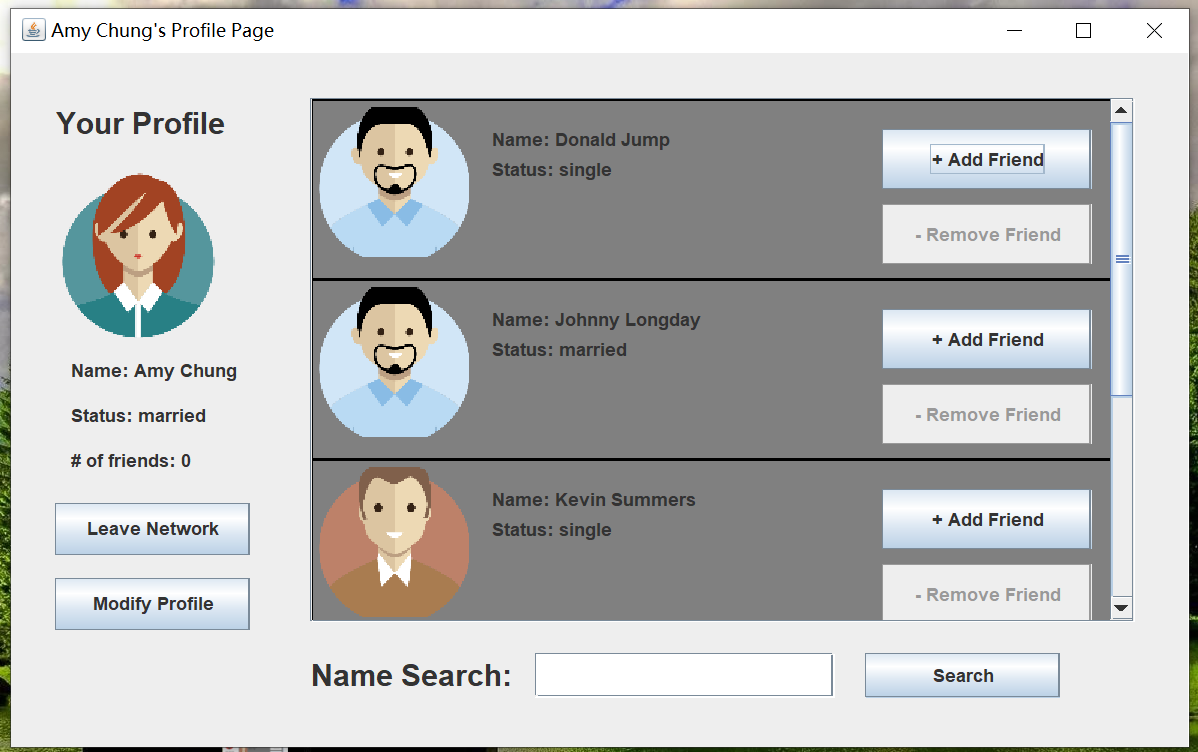 Amy Chung's Profile Page
Your Profile
Name: Amy Chung
Status: married
# of friends: 0
Leave Network
Modify Profile
Name: Donald Jump
Status: single
+ Add Friend
- Remove Friend
Name: Johnny Longday
Status: married
+ Add Friend
- Remove Friend
Name: Kevin Summers
Status: single
+ Add Friend
- Remove Friend
Name Search:
Search